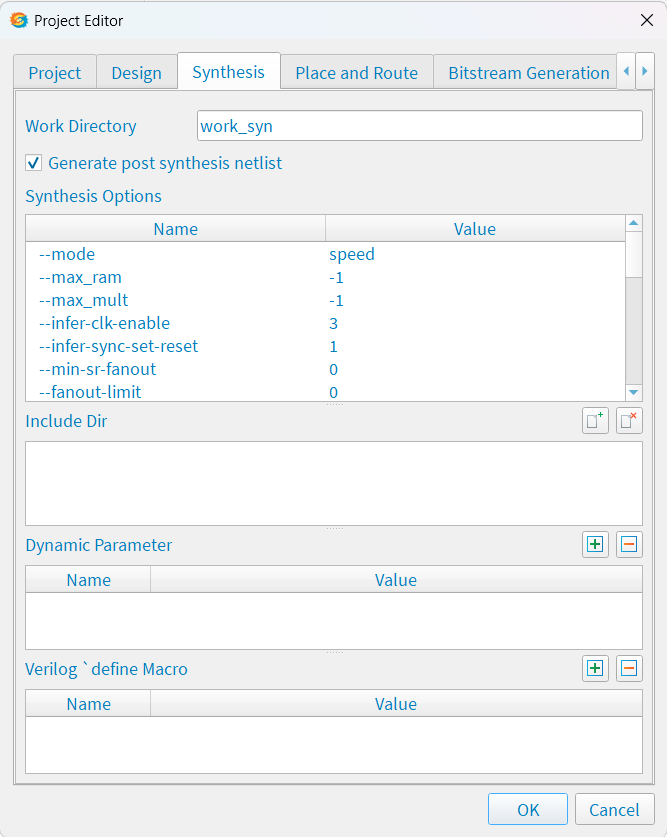 Project Editor
Project Design Synthesis Place and Route Bitstream Generation
Work Directory work_syn
Generate post synthesis netlist
Synthesis Options
Name Value
--mode speed
--max_ram -1
--max_mult -1
--infer-clk-enable 3
--infer-sync-set-reset 1
--min-sr-fanout 0
--fanout-limit 0
Include Dir
Dynamic Parameter
Name Value
Verilog `define Macro
Name Value
OK Cancel